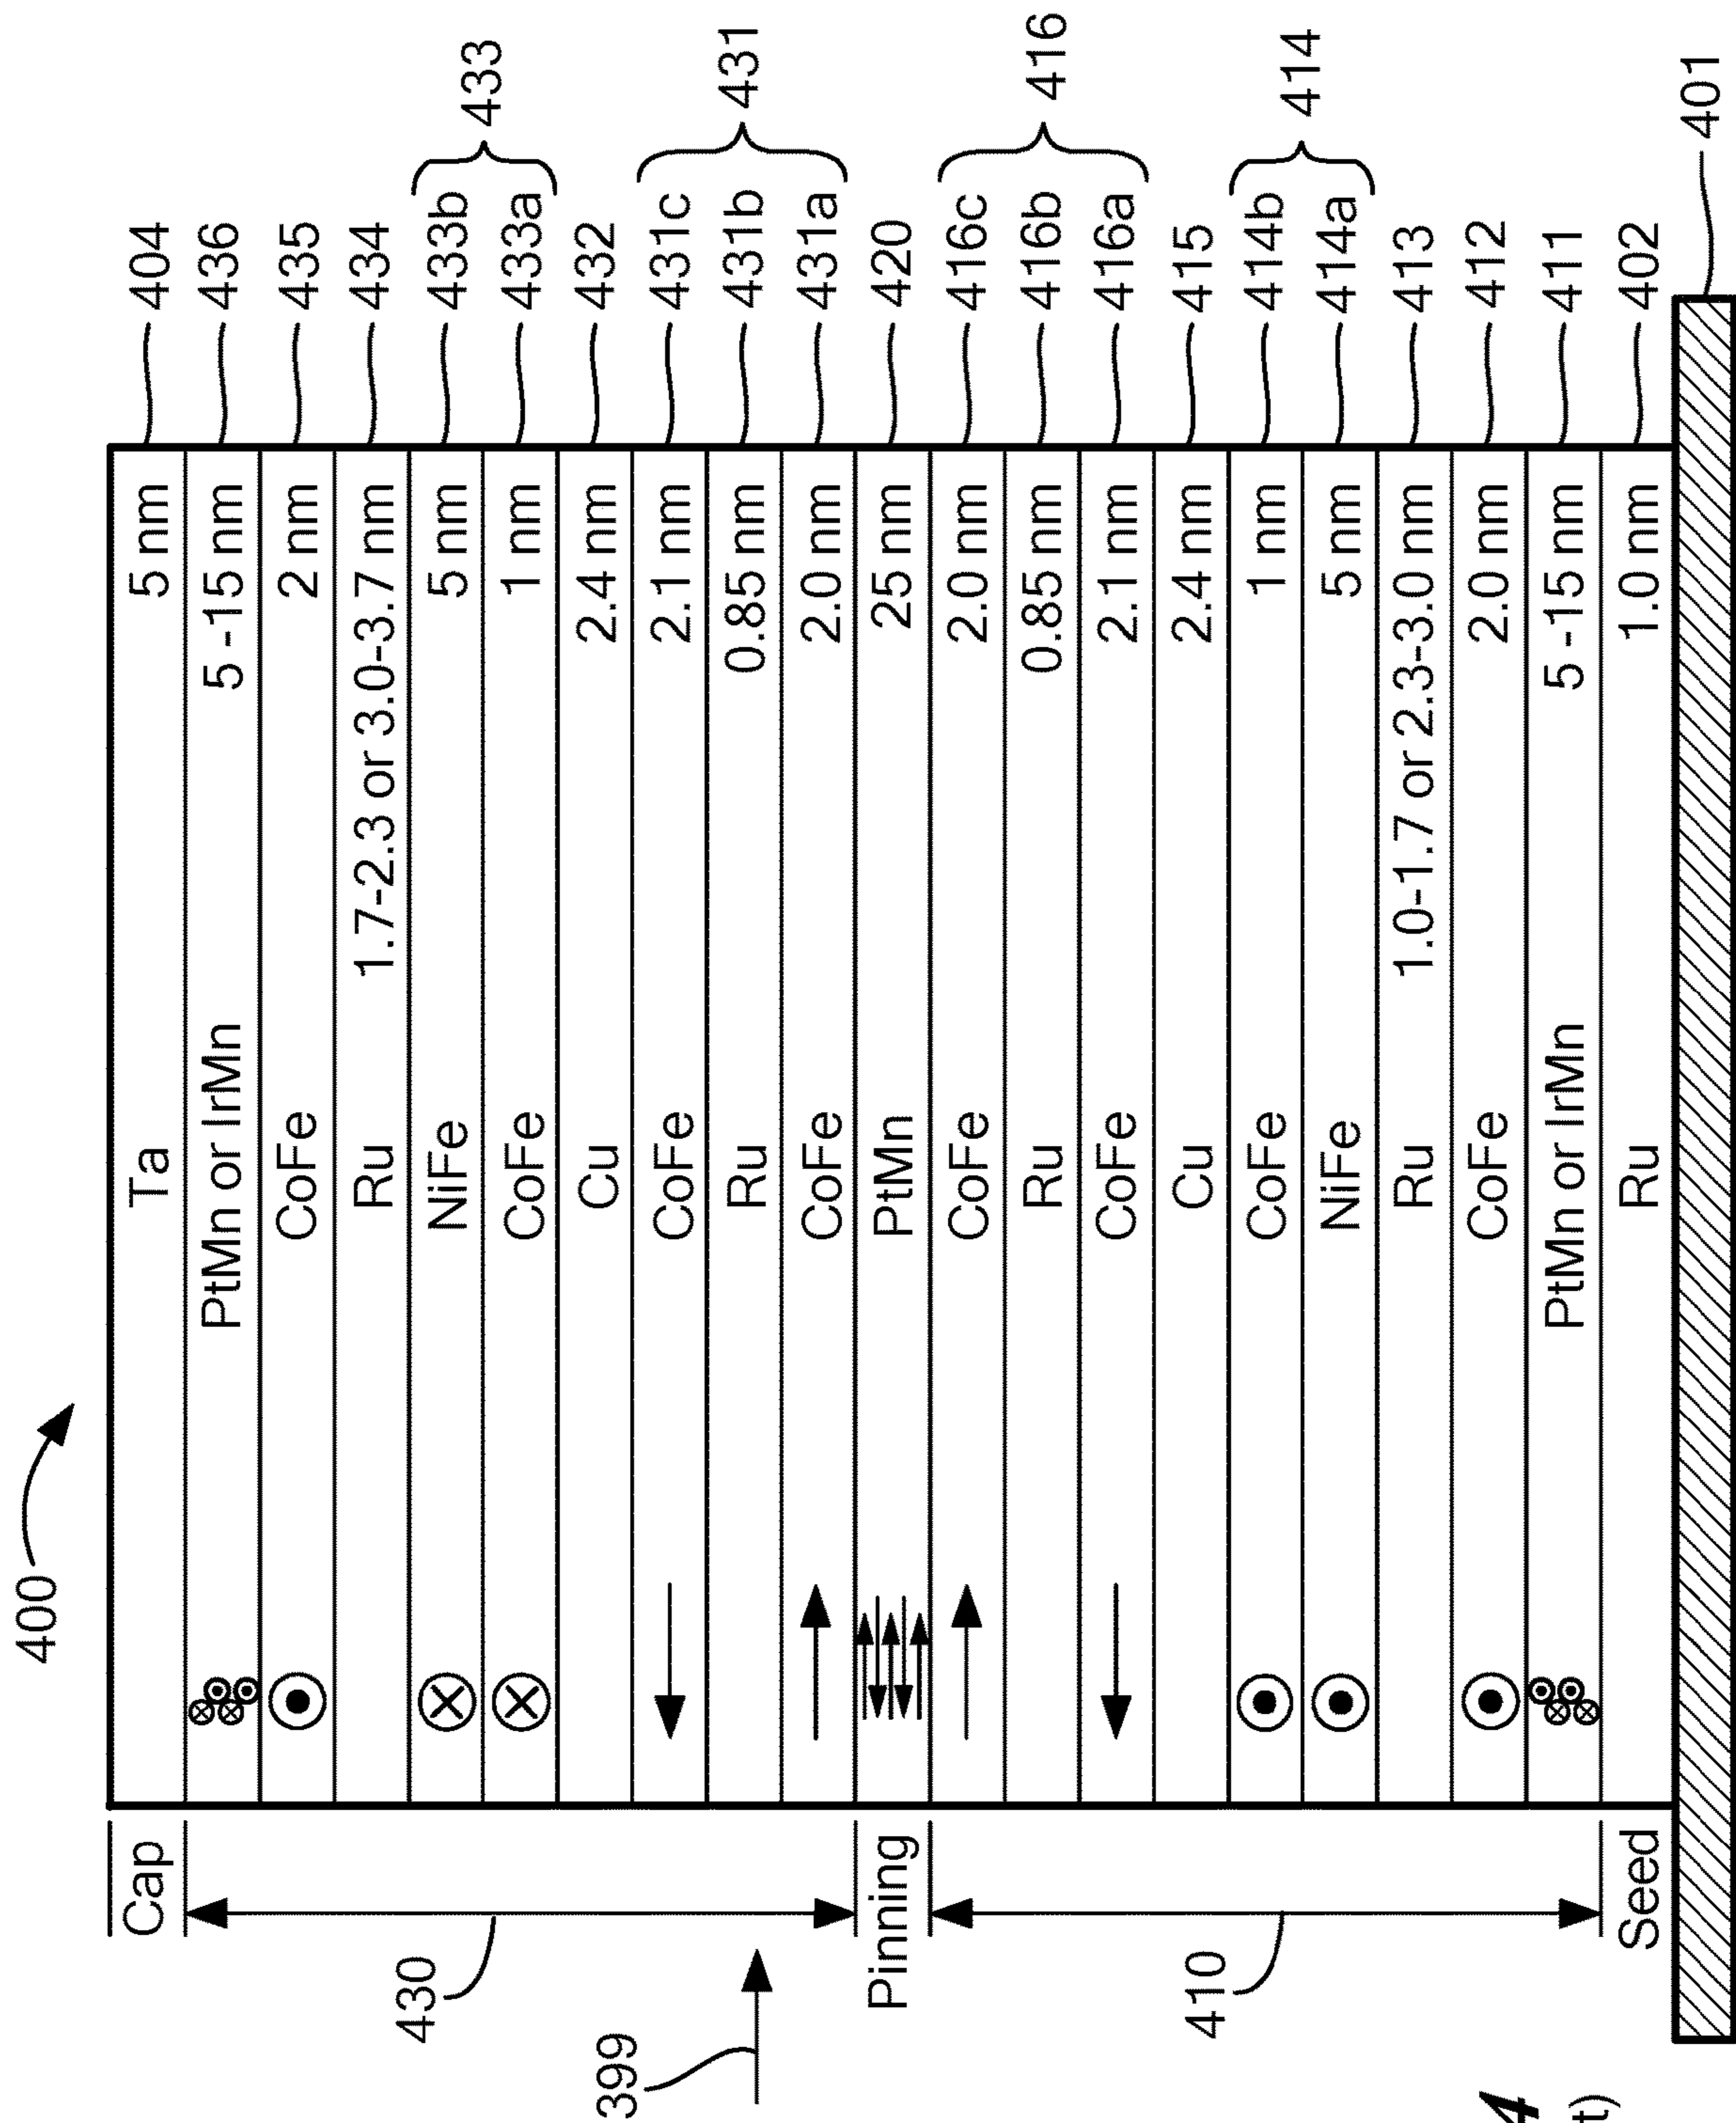 400
Cap Ta 5 nm 404
PtMn or IrMn 5 -15 nm 436
CoFe 2 nm 435
Ru 1.7-2.3 or 3.0-3.7 nm 434
430 NiFe 5 nm 433b
433
CoFe 1 nm 433a
Cu 2.4 nm 432
CoFe 2.1 nm 431c
399 Ru 0.85 nm 431b 431
CoFe 2.0 nm 431a
Pinning PtMn 25 nm 420
CoFe 2.0 nm 416c
Ru 0.85 nm 416b 416
CoFe 2.1 nm 416a
410 Cu 2.4 nm 415
CoFe 1 nm 414b
414
NiFe 5 nm 414a
Ru 1.0-1.7 or 2.3-3.0 nm 413
CoFe 2.0 nm 412
PtMn or IrMn 5 -15 nm 411
Seed Ru 1.0 nm 402
401
4
t)